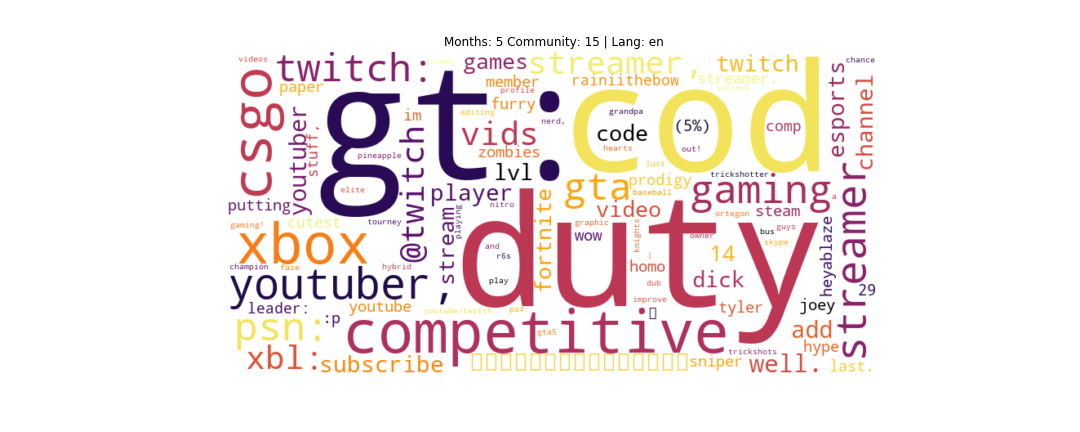 Months: 5 Community: 15 | Lang: en
videos
csgo
twitch:
paper
youtuber
stuff,
putting
gaming!
cutest
xbox
champion
faze
hybrid
youtuber,
leader:
:p
youtube
psn:
xbl:
subscribe
competitive
gt:
cod
duty
games
streamer,
twitch
member
profile
furry
rainiithebow
streamer.
serious
editing
im
vids
nerd,
grandpa
code
(5%)
comp
zombies
hearts
out!
lvl
pineapple
@twitch
elite
tourney
player
stream
playing
nitro
and
r6s
play
fortnite
gta
lust
prodigy
baseball
trickshotter
gaming
video
graphic
wow
knights
ortegon
steam
owner
bus
guys
skype
a
14
homo
dick
dub
improve
tyler
joey
add
hype
heyablaze
29
streamer
esports
channel
chance
youtube/twitch
ps4
gta5
sniper
trickshots
well.
last.